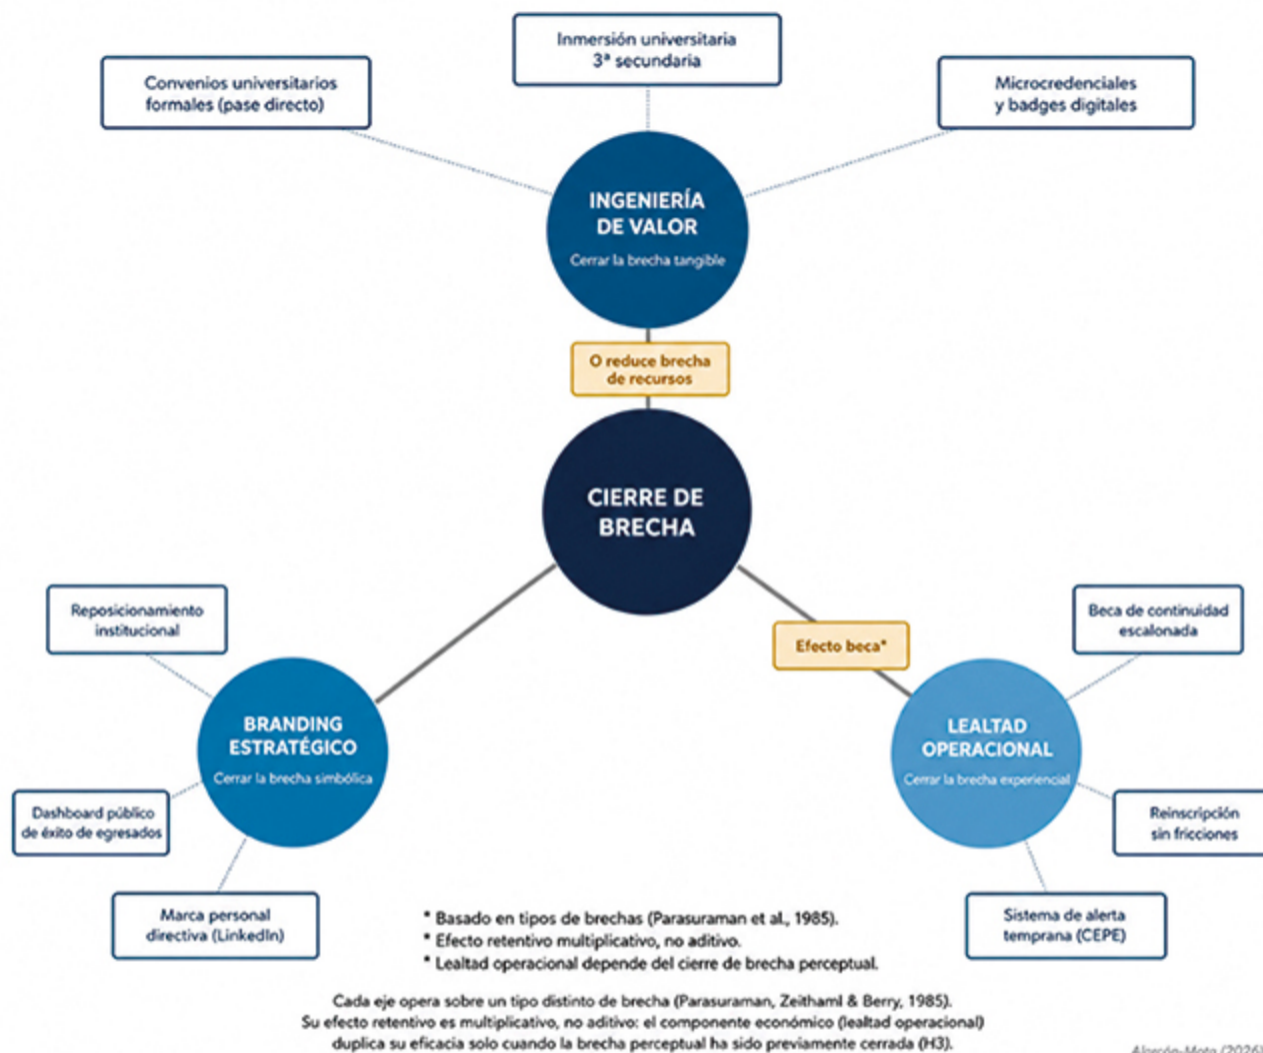 Inmersión universitaria
3ª secundaria
Convenios universitarios
formales (pase directo)
Microcredenciales
y badges digitales
INGENIERÍA
DE VALOR
Cerrar la brecha tangible
O reduce brecha
de recursos
CIERRE DE
BRECHA
Reposicionamiento
institucional
Beca de continuidad
escalonada
Efecto beca*
BRANDING
ESTRATÉGICO
Cerrar la brecha simbólica
LEALTAD
OPERACIONAL
Cerrar la brecha experiencial
Dashboard público
de éxito de egresados
Reinscripción
sin fricciones
Marca personal
directiva (LinkedIn)
Sistema de alerta
temprana (CEPE)
* Basado en tipos de brechas (Parasuraman et al., 1985).
* Efecto retentivo multiplicativo, no aditivo.
* Lealtad operacional depende del cierre de brecha perceptual.
Cada eje opera sobre un tipo distinto de brecha (Parasuraman, Zeithaml & Berry, 1985).
Su efecto retentivo es multiplicativo, no aditivo: el componente económico (lealtad operacional)
duplica su eficacia solo cuando la brecha perceptual ha sido previamente cerrada (H3).
Alarcón-Mota (2026)